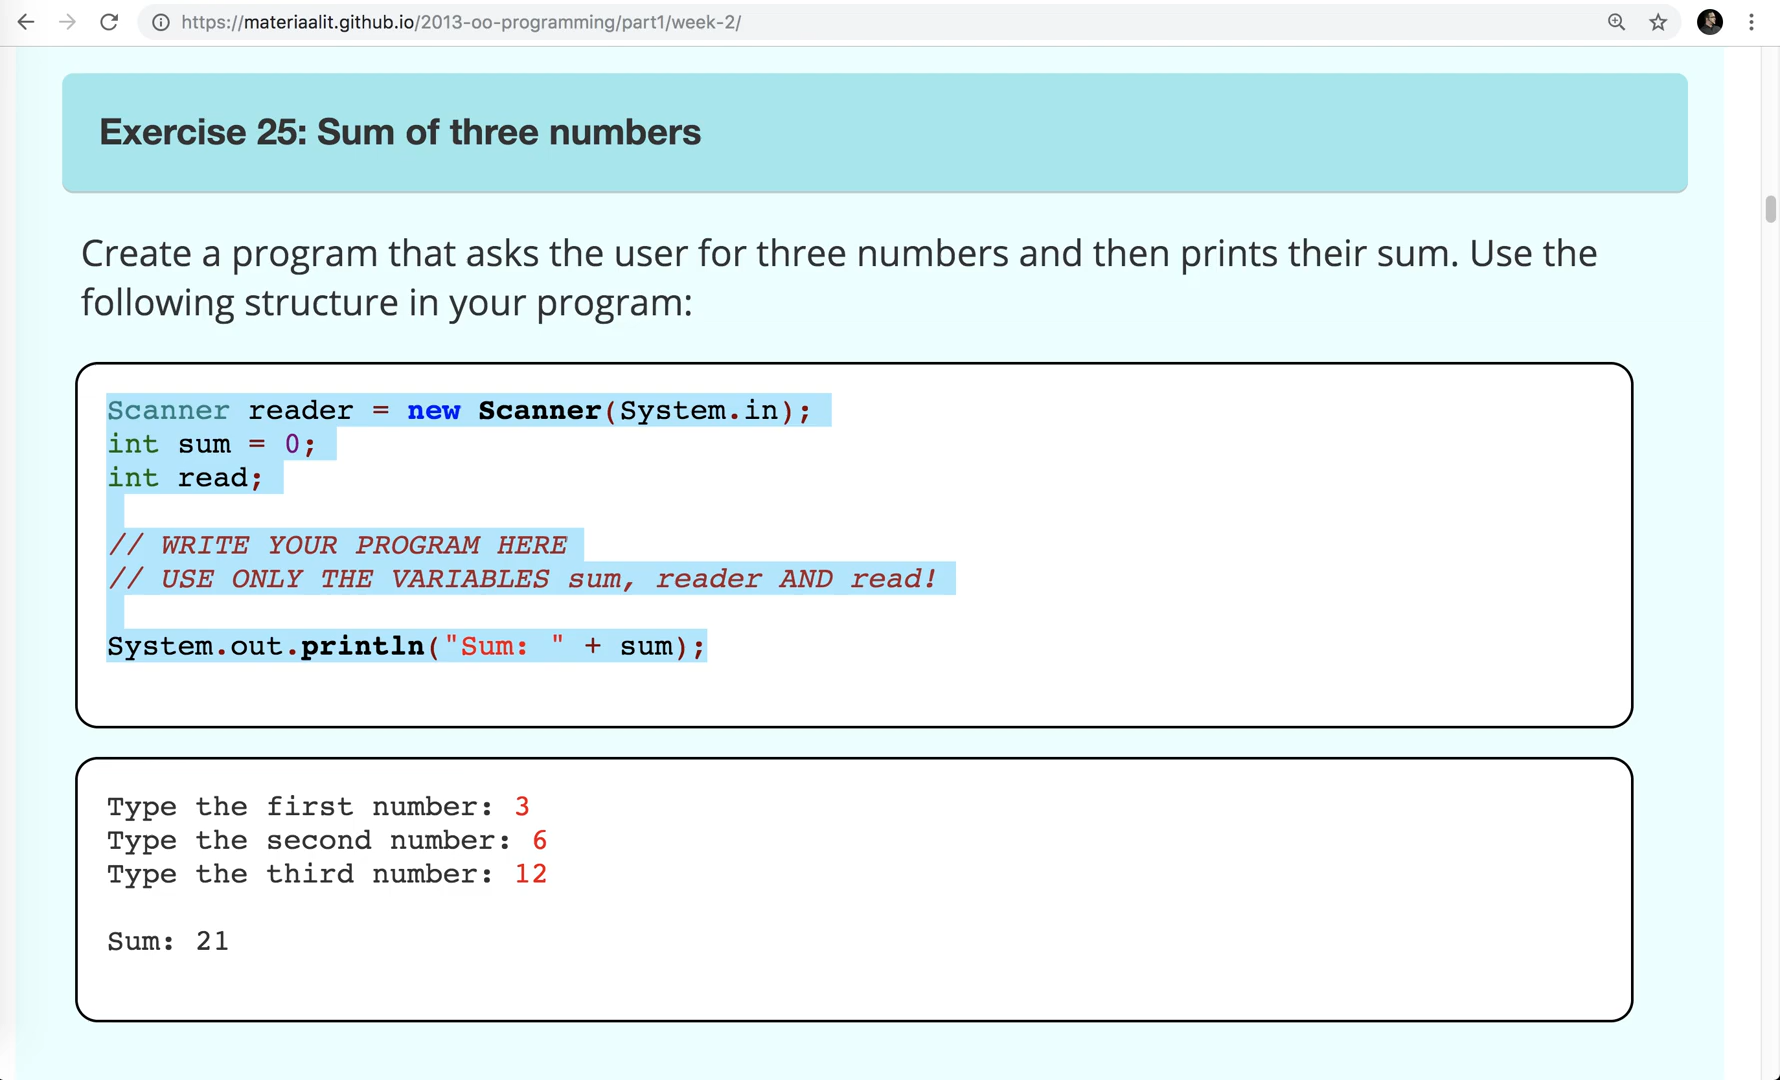 https://materiaalit.github.io/2013-oo-programming/part1/week-2/
Exercise 25: Sum of three numbers
Create a program that asks the user for three numbers and then prints their sum. Use the
following structure in your program:
Scanner reader = new Scanner(System.in);
int sum = 0;
int read;
// WRITE YOUR PROGRAM HERE
// USE ONLY THE VARIABLES sum, reader AND read!
System.out.println("Sum: " + sum);
Type the first number: 3
Type the second number: 6
Type the third number: 12
Sum: 21